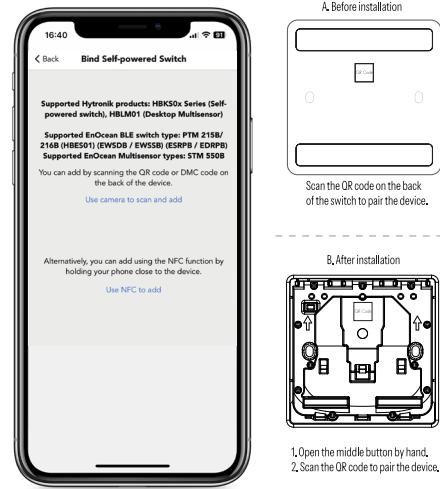 16:40
91
Back
Bind Self-powered Switch
Supported Hytronik products: HBKS0x Series (Self-
powered switch), HBLM01 (Desktop Multisensor)
Supported EnOcean BLE switch type: PTM 215B/
216B (HBES01) (EWSDB / EWSSB) (ESRPB / EDRPB)
Supported EnOcean Multisensor types: STM 550B
You can add by scanning the QR code or DMC code on
the back of the device.
Use camera to scan and add
Alternatively, you can add using the NFC function by
holding your phone close to the device.
Use NFC to add
A. Before installation
QR Code
Scan the QR code on the back
of the switch to pair the device.
B. After installation
QR Code
1. Open the middle button by hand.
2. Scan the QR code to pair the device.